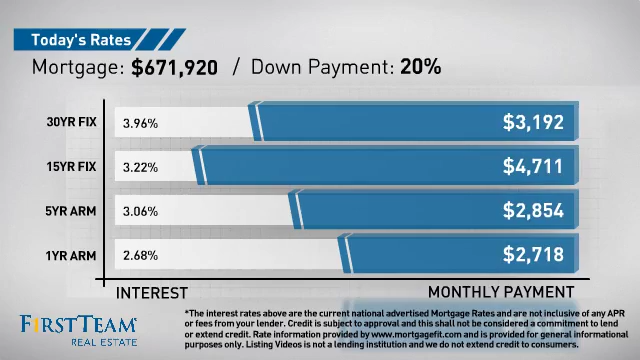 Today's Rates
Mortgage: $671,920 / Down Payment: 20%
30YR FIX 3.96% $3,192
15YR FIX 3.22% $4,711
5YR ARM 3.06% $2,854
1YR ARM 2.68% $2,718
INTEREST MONTHLY PAYMENT
FIRSTTEAM®
REAL ESTATE
*The interest rates above are the current national advertised Mortgage Rates and are not inclusive of any APR
or fees from your lender. Credit is subject to approval and this shall not be considered a commitment to lend
or extend credit. Rate information provided by www.mortgagefit.com and is provided for general informational
purposes only. Listing Videos is not a lending institution and we do not extend credit to consumers.